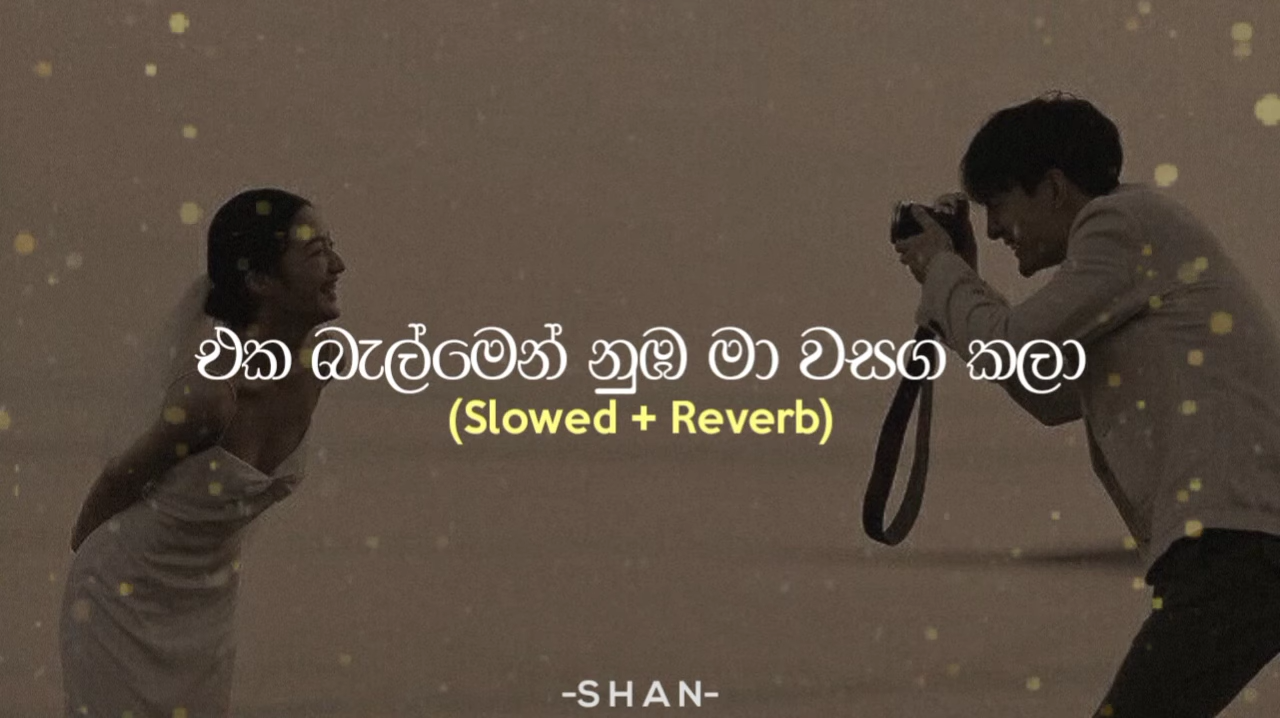 එක බැල්මෙන් නුඹ මා වසඟ කලා
(Slowed + Reverb)
-SHAN-